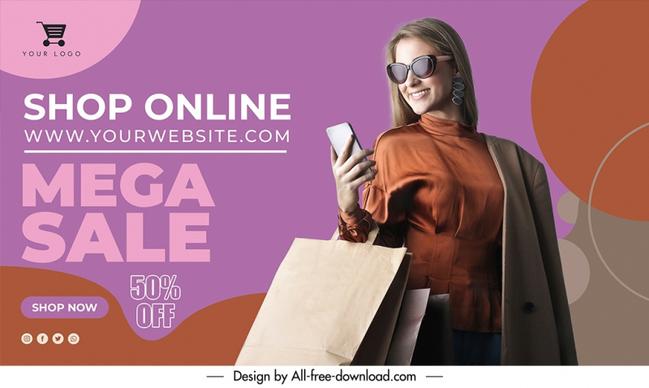 YOUR LOGO
SHOP ONLINE
WWW.YOURWEBSITE.COM
MEGA
SALE
50%
OFF
SHOP NOW
Design by All-free-download.com